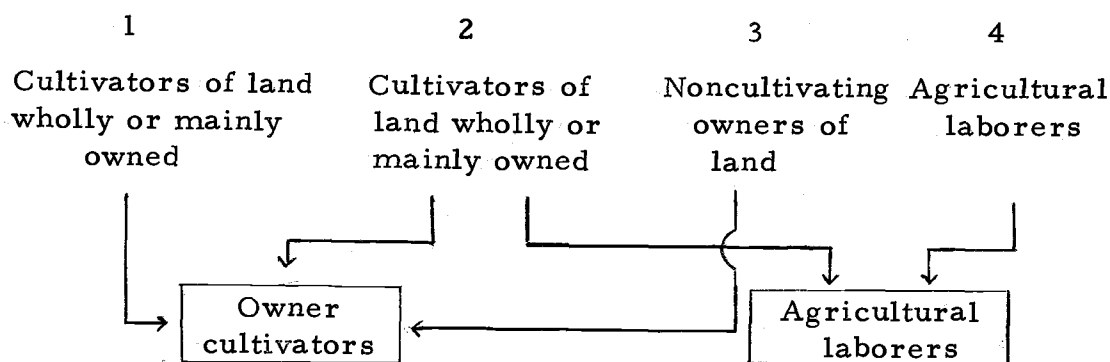 1
2
3
4
Cultivators of land
wholly or mainly
owned
Cultivators of
land wholly or
mainly owned
Noncultivating
owners of
land
Agricultural
laborers
Owner
cultivators
Agricultural
laborers